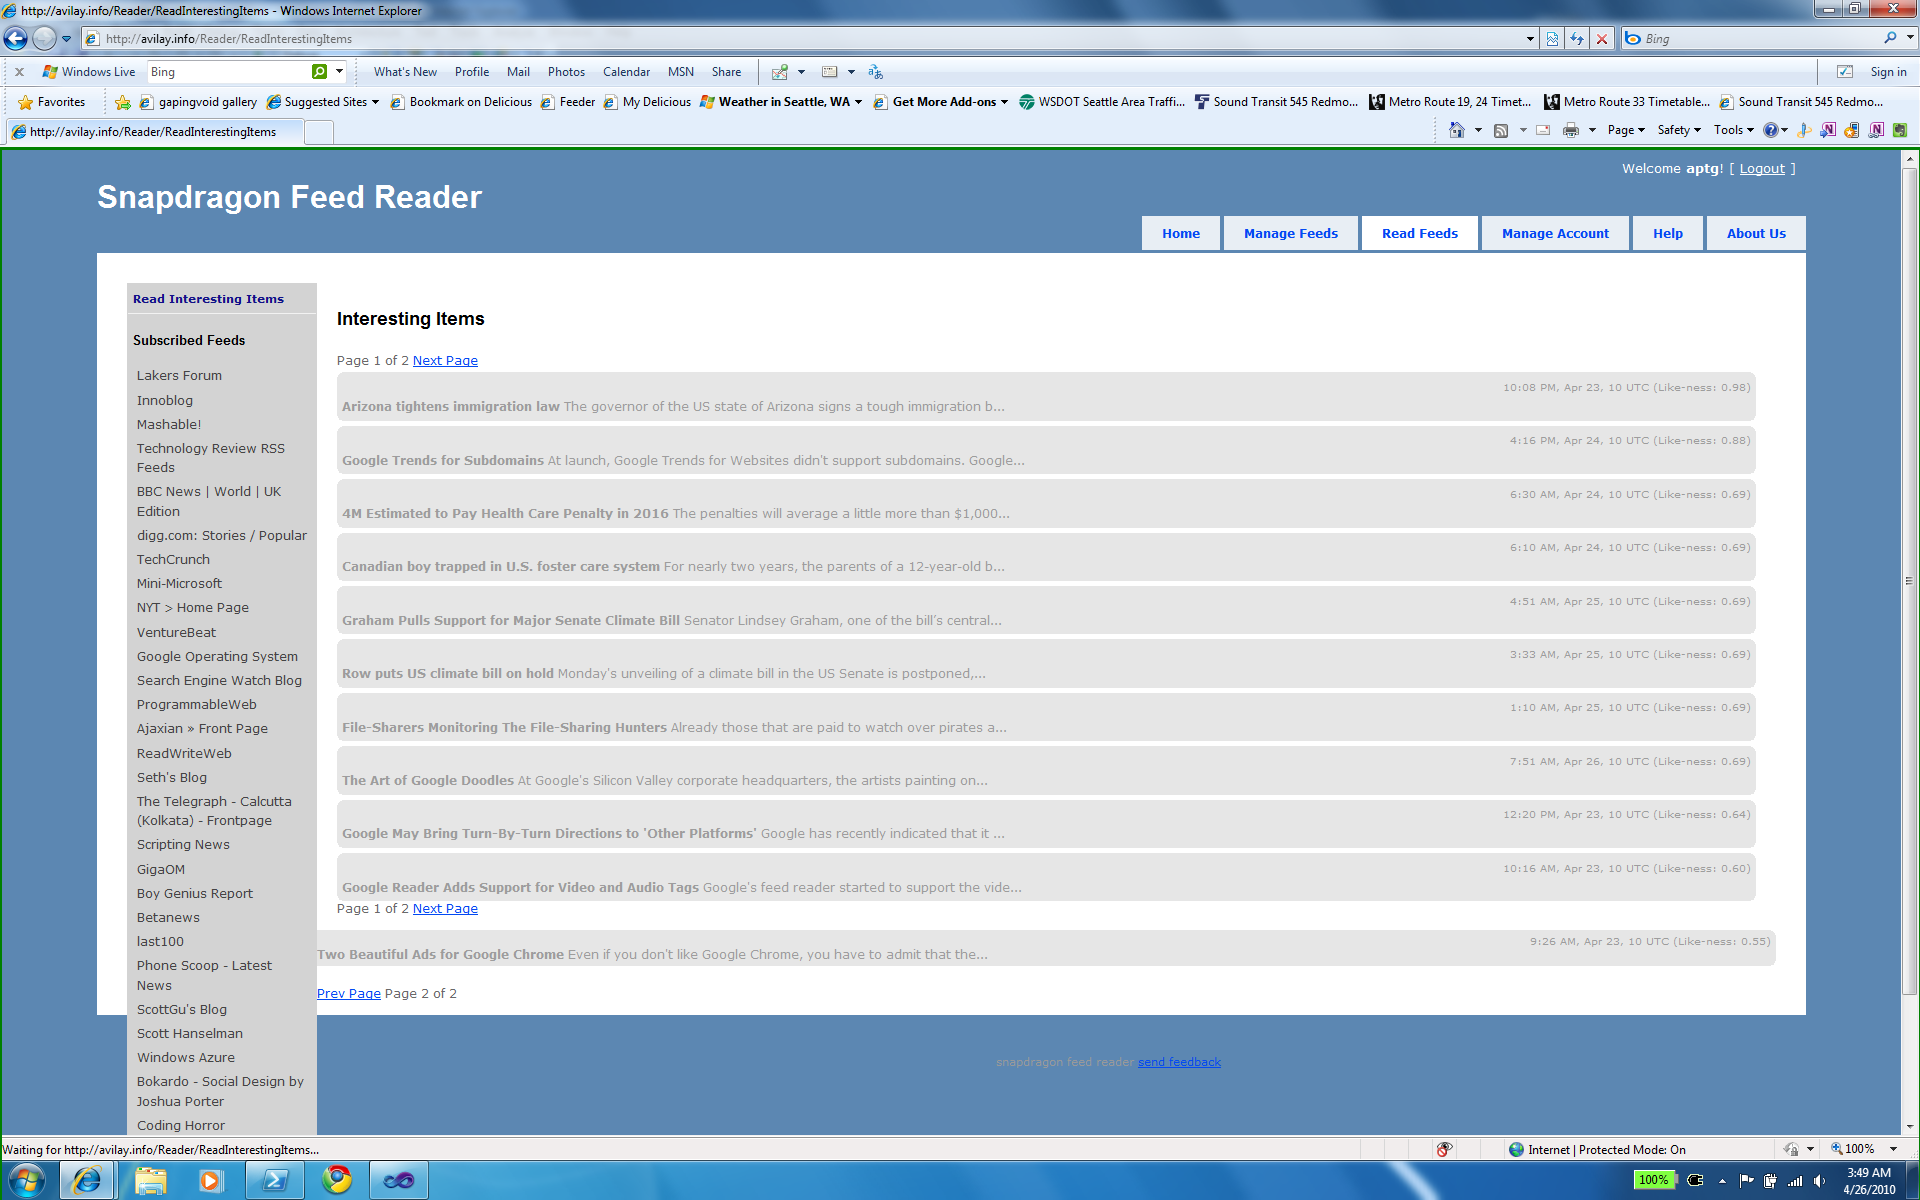 http://avilay.info/Reader/ReadInterestingItems - Windows Internet Explorer
http://avilay.info/Reader/ReadInterestingItems
Bing
Windows Live
Bing
What's New Profile Mail Photos Calendar MSN Share
Sign in
Favorites gapingvoid gallery Suggested Sites Bookmark on Delicious Feeder My Delicious Weather in Seattle, WA Get More Add-ons WSDOT Seattle Area Traffi... Sound Transit 545 Redmo... Metro Route 19, 24 Timet... Metro Route 33 Timetable... Sound Transit 545 Redmo...
http://avilay.info/Reader/ReadInterestingItems
Page Safety Tools
Welcome aptg! [ Logout ]
Snapdragon Feed Reader
Home Manage Feeds Read Feeds Manage Account Help About Us
Read Interesting Items
Subscribed Feeds
Lakers Forum
Innoblog
Mashable!
Technology Review RSS
Feeds
BBC News | World | UK
Edition
digg.com: Stories / Popular
TechCrunch
Mini-Microsoft
NYT > Home Page
VentureBeat
Google Operating System
Search Engine Watch Blog
ProgrammableWeb
Ajaxian » Front Page
ReadWriteWeb
Seth's Blog
The Telegraph - Calcutta
(Kolkata) - Frontpage
Scripting News
GigaOM
Boy Genius Report
Betanews
last100
Phone Scoop - Latest
News
ScottGu's Blog
Scott Hanselman
Windows Azure
Bokardo - Social Design by
Joshua Porter
Coding Horror
Interesting Items
Page 1 of 2 Next Page
10:08 PM, Apr 23, 10 UTC (Like-ness: 0.98)
Arizona tightens immigration law The governor of the US state of Arizona signs a tough immigration b...
4:16 PM, Apr 24, 10 UTC (Like-ness: 0.88)
Google Trends for Subdomains At launch, Google Trends for Websites didn't support subdomains. Google...
6:30 AM, Apr 24, 10 UTC (Like-ness: 0.69)
4M Estimated to Pay Health Care Penalty in 2016 The penalties will average a little more than $1,000...
6:10 AM, Apr 24, 10 UTC (Like-ness: 0.69)
Canadian boy trapped in U.S. foster care system For nearly two years, the parents of a 12-year-old b...
4:51 AM, Apr 25, 10 UTC (Like-ness: 0.69)
Graham Pulls Support for Major Senate Climate Bill Senator Lindsey Graham, one of the bill's central...
3:33 AM, Apr 25, 10 UTC (Like-ness: 0.69)
Row puts US climate bill on hold Monday's unveiling of a climate bill in the US Senate is postponed,...
1:10 AM, Apr 25, 10 UTC (Like-ness: 0.69)
File-Sharers Monitoring The File-Sharing Hunters Already those that are paid to watch over pirates a...
7:51 AM, Apr 26, 10 UTC (Like-ness: 0.69)
The Art of Google Doodles At Google's Silicon Valley corporate headquarters, the artists painting on...
12:20 PM, Apr 23, 10 UTC (Like-ness: 0.64)
Google May Bring Turn-By-Turn Directions to 'Other Platforms' Google has recently indicated that it ...
10:16 AM, Apr 23, 10 UTC (Like-ness: 0.60)
Google Reader Adds Support for Video and Audio Tags Google's feed reader started to support the vide...
Page 1 of 2 Next Page
9:26 AM, Apr 23, 10 UTC (Like-ness: 0.55)
Two Beautiful Ads for Google Chrome Even if you don't like Google Chrome, you have to admit that the...
Prev Page Page 2 of 2
snapdragon feed reader send feedback
Waiting for http://avilay.info/Reader/ReadInterestingItems...
Internet | Protected Mode: On
100%
100%
3:49 AM
4/26/2010